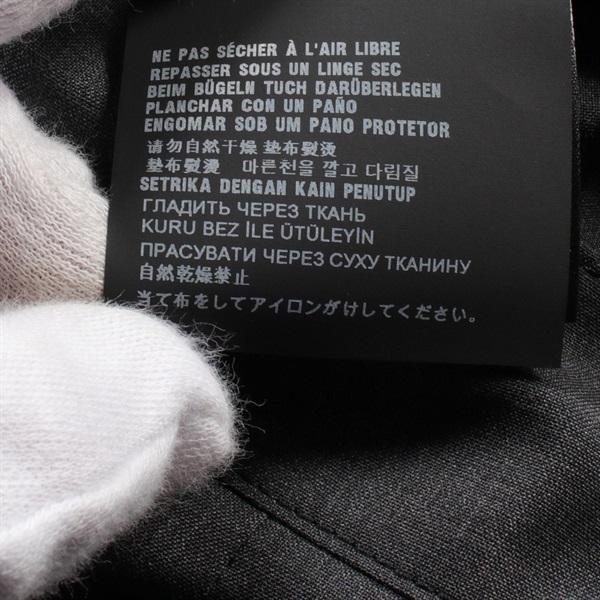 NE PAS SÉCHER À L'AIR LIBRE
REPASSER SOUS UN LINGE SEC
BEIM BÜGELN TUCH DARÜBERLEGEN
PLANCHAR CON UN PAÑO
ENGOMAR SOB UM PANO PROTETOR
请勿自然干燥 垫布熨烫
墊布熨燙 마른천을 깔고 다림질
SETRIKA DENGAN KAIN PENUTUP
ГЛАДИТЬ ЧЕРЕЗ ТКАНЬ
KURU BEZ İLE ÜTÜLEYİN
ПРАСУВАТИ ЧЕРЕЗ СУХУ ТКАНИНУ
自然乾燥禁止
当て布をしてアイロンがけしてください。